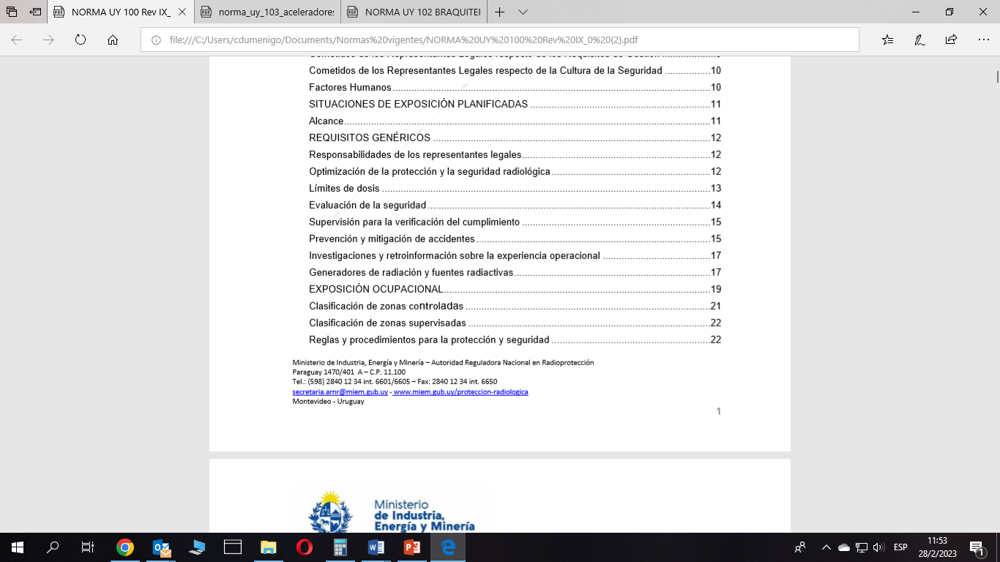 NORMA UY 100 Rev IX_
norma_uy_103_aceleradores
NORMA UY 102 BRAQUITER
file:///C:/Users/cdumenigo/Documents/Normas%20vigentes/NORMA%20UY%20100%20Rev%20IX_0%20(2).pdf
Cometidos de los Representantes Legales respecto de los Requisitos de Gestión
Cometidos de los Representantes Legales respecto de la Cultura de la Seguridad ................10
Factores Humanos ................10
SITUACIONES DE EXPOSICIÓN PLANIFICADAS ................11
Alcance ................11
REQUISITOS GENÉRICOS ................12
Responsabilidades de los representantes legales ................12
Optimización de la protección y la seguridad radiológica ................12
Límites de dosis ................13
Evaluación de la seguridad ................14
Supervisión para la verificación del cumplimiento ................15
Prevención y mitigación de accidentes ................15
Investigaciones y retroinformación sobre la experiencia operacional ................17
Generadores de radiación y fuentes radiactivas ................17
EXPOSICIÓN OCUPACIONAL ................19
Clasificación de zonas controladas ................21
Clasificación de zonas supervisadas ................22
Reglas y procedimientos para la protección y seguridad ................22
Ministerio de Industria, Energía y Minería – Autoridad Reguladora Nacional en Radioprotección
Paraguay 1470/401 A – C.P. 11.100
Tel.: (598) 2840 12 34 int. 6601/6605 – Fax: 2840 12 34 int. 6650
secretaria.arnr@miem.gub.uy - www.miem.gub.uy/proteccion-radiologica
Montevideo - Uruguay
1
Ministerio
de Industria,
Energía y Minería
ESP
11:53
28/2/2023
1